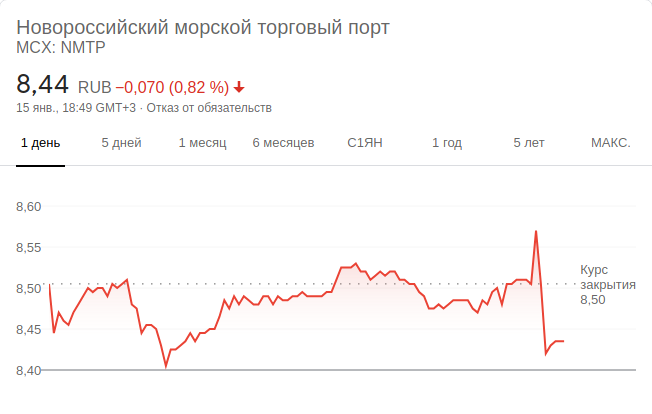 Новороссийский морской торговый порт
MCX: NMTP
8,44 RUB −0,070 (0,82 %)
15 янв., 18:49 GMT+3 · Отказ от обязательств
1 день 5 дней 1 месяц 6 месяцев С1ЯН 1 год 5 лет МАКС.
8,60
8,55
8,50
8,45
8,40
Курс
закрытия
8,50